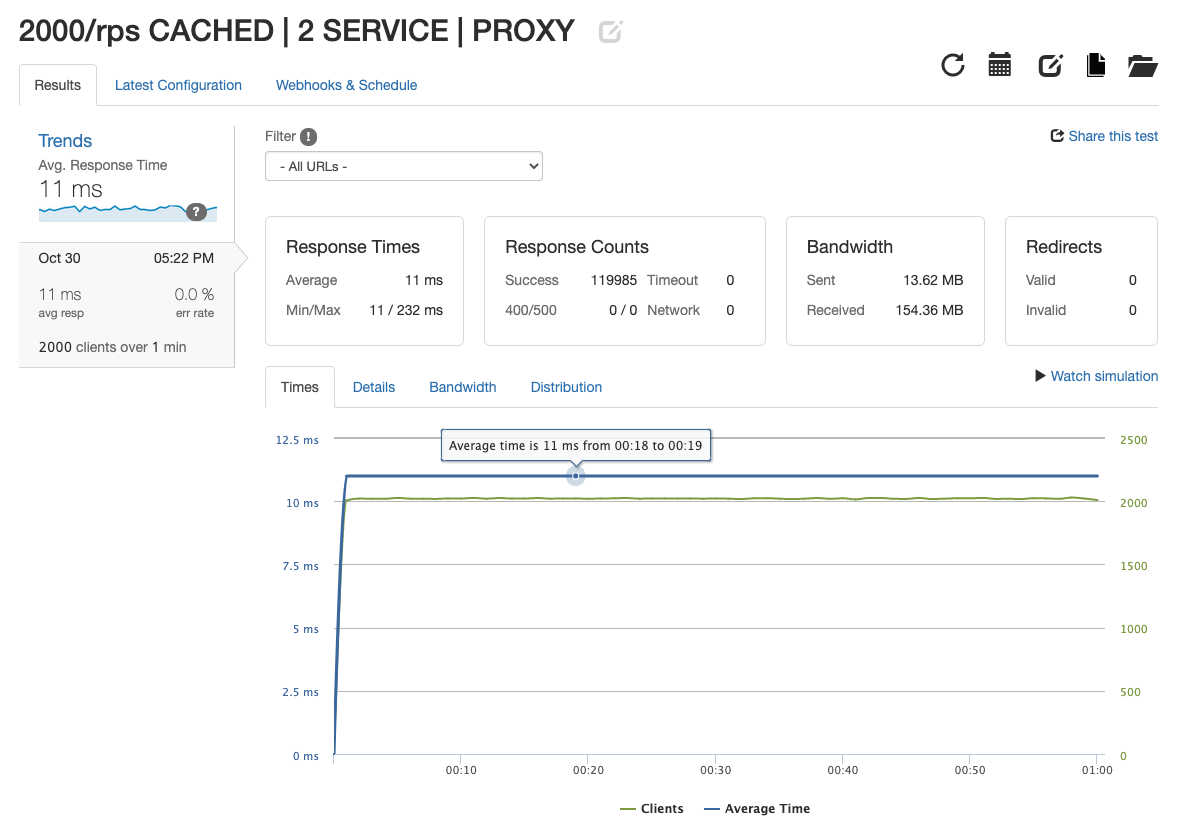 2000/rps CACHED | 2 SERVICE | PROXY
Results Latest Configuration Webhooks & Schedule
Trends
Avg. Response Time
11 ms
?
Oct 30 05:22 PM
11 ms 0.0 %
avg resp err rate
2000 clients over 1 min
Filter !
- All URLs -
Share this test
Response Times
Average 11 ms
Min/Max 11 / 232 ms
Response Counts
Success 119985 Timeout 0
400/500 0 / 0 Network 0
Bandwidth
Sent 13.62 MB
Received 154.36 MB
Redirects
Valid 0
Invalid 0
Times Details Bandwidth Distribution
Watch simulation
12.5 ms 2500
Average time is 11 ms from 00:18 to 00:19
10 ms 2000
7.5 ms 1500
5 ms 1000
2.5 ms 500
0 ms 0
00:10 00:20 00:30 00:40 00:50 01:00
Clients Average Time